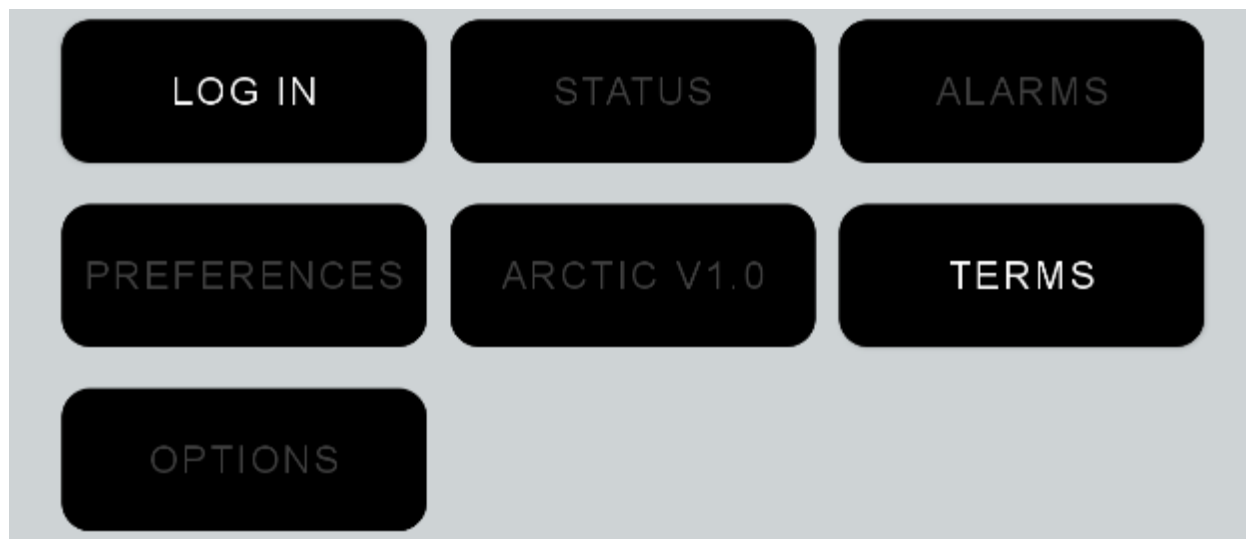 LOG IN
STATUS
ALARMS
PREFERENCES
ARCTIC V1.0
TERMS
OPTIONS